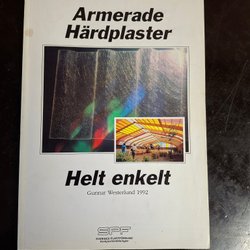 Armerade
Härdplaster
Helt enkelt
Gunnar Westerlund 1992
SPF